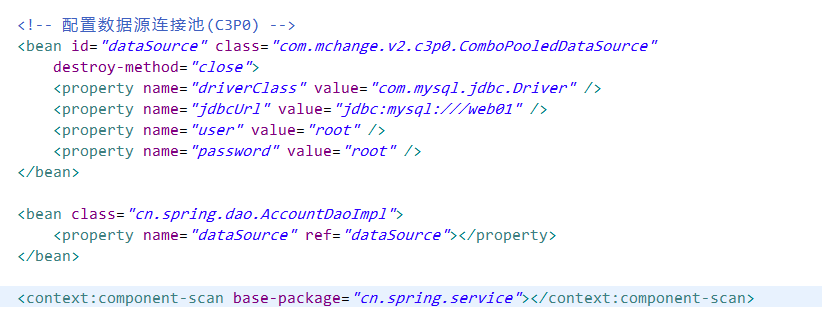 <!-- 配置数据源连接池(C3P0) -->
<bean id="dataSource" class="com.mchange.v2.c3p0.ComboPooledDataSource"
    destroy-method="close">
    <property name="driverClass" value="com.mysql.jdbc.Driver" />
    <property name="jdbcUrl" value="jdbc:mysql:///web01" />
    <property name="user" value="root" />
    <property name="password" value="root" />
</bean>
<bean class="cn.spring.dao.AccountDaoImpl">
    <property name="dataSource" ref="dataSource"></property>
</bean>
<context:component-scan base-package="cn.spring.service"></context:component-scan>